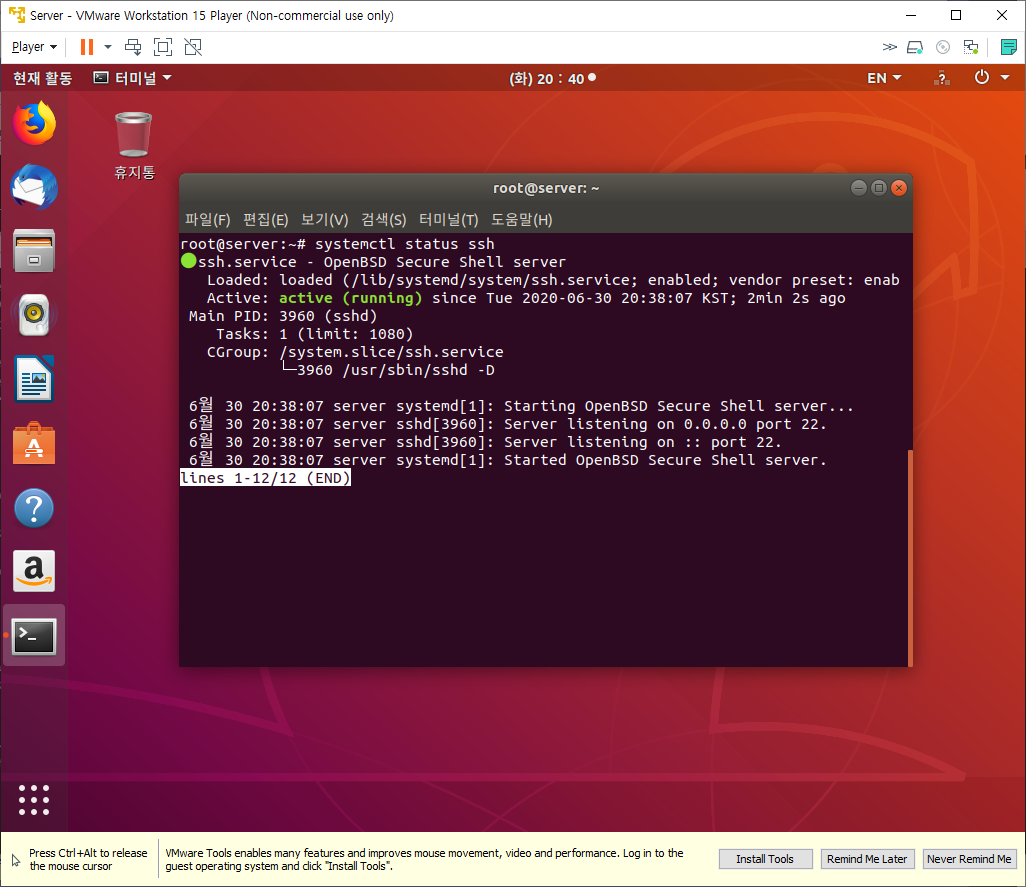 Server - VMware Workstation 15 Player (Non-commercial use only)
Player
현재 활동 터미널 (화) 20 : 40 EN
휴지통
root@server: ~
파일(F) 편집(E) 보기(V) 검색(S) 터미널(T) 도움말(H)
root@server:~# systemctl status ssh
ssh.service - OpenBSD Secure Shell server
Loaded: loaded (/lib/systemd/system/ssh.service; enabled; vendor preset: enab
Active: active (running) since Tue 2020-06-30 20:38:07 KST; 2min 2s ago
Main PID: 3960 (sshd)
Tasks: 1 (limit: 1080)
CGroup: /system.slice/ssh.service
└─3960 /usr/sbin/sshd -D
6월 30 20:38:07 server systemd[1]: Starting OpenBSD Secure Shell server...
6월 30 20:38:07 server sshd[3960]: Server listening on 0.0.0.0 port 22.
6월 30 20:38:07 server sshd[3960]: Server listening on :: port 22.
6월 30 20:38:07 server systemd[1]: Started OpenBSD Secure Shell server.
lines 1-12/12 (END)
Press Ctrl+Alt to release
the mouse cursor
VMware Tools enables many features and improves mouse movement, video and performance. Log in to the
guest operating system and click "Install Tools".
Install Tools Remind Me Later Never Remind Me